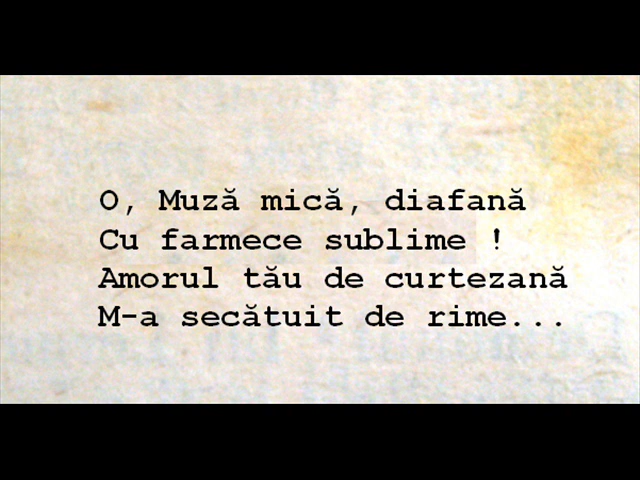 O, Muză mică, diafană
Cu farmece sublime !
Amorul tău de curtezană
M-a secătuit de rime...